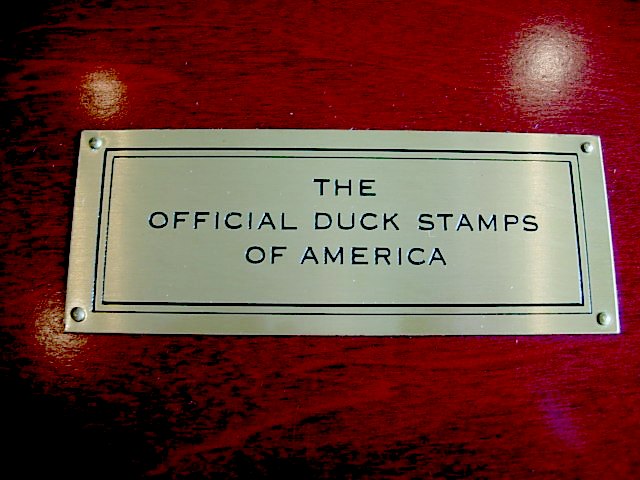 THE
OFFICIAL DUCK STAMPS
OF AMERICA